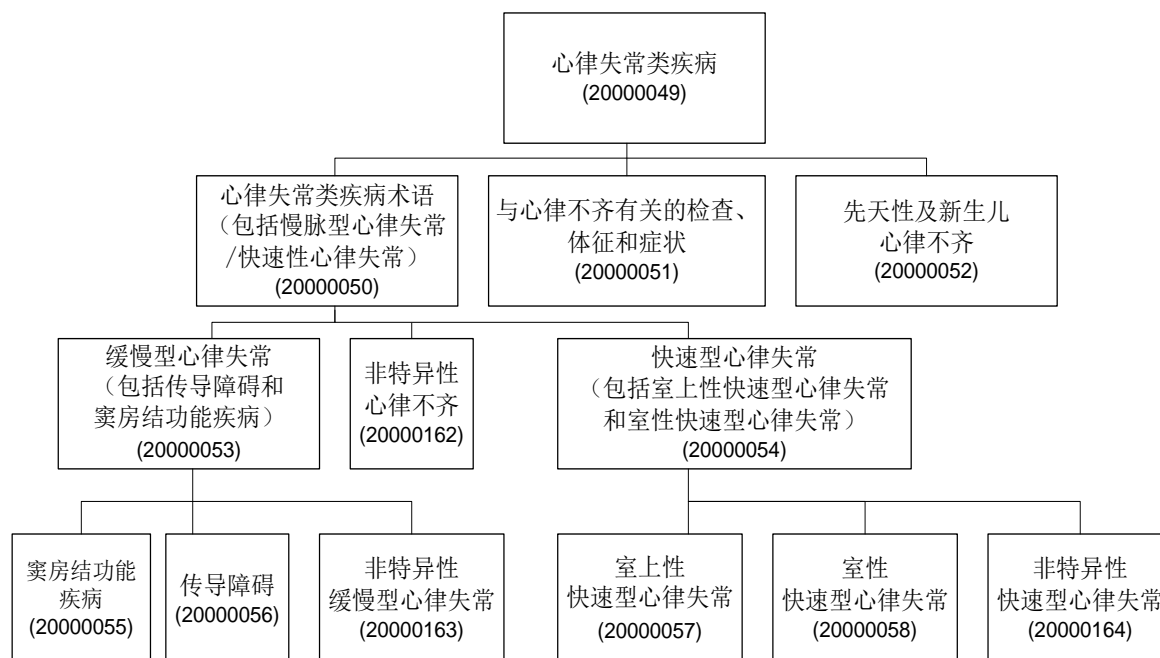 心律失常类疾病
(20000049)
心律失常类疾病术语
（包括慢脉型心律失常
/快速性心律失常）
(20000050)
与心律不齐有关的检查、
体征和症状
(20000051)
先天性及新生儿
心律不齐
(20000052)
缓慢型心律失常
（包括传导障碍和
窦房结功能疾病）
(20000053)
非特异性
心律不齐
(20000162)
快速型心律失常
（包括室上性快速型心律失常
和室性快速型心律失常）
(20000054)
窦房结功能
疾病
(20000055)
传导障碍
(20000056)
非特异性
缓慢型心律失常
(20000163)
室上性
快速型心律失常
(20000057)
室性
快速型心律失常
(20000058)
非特异性
快速型心律失常
(20000164)